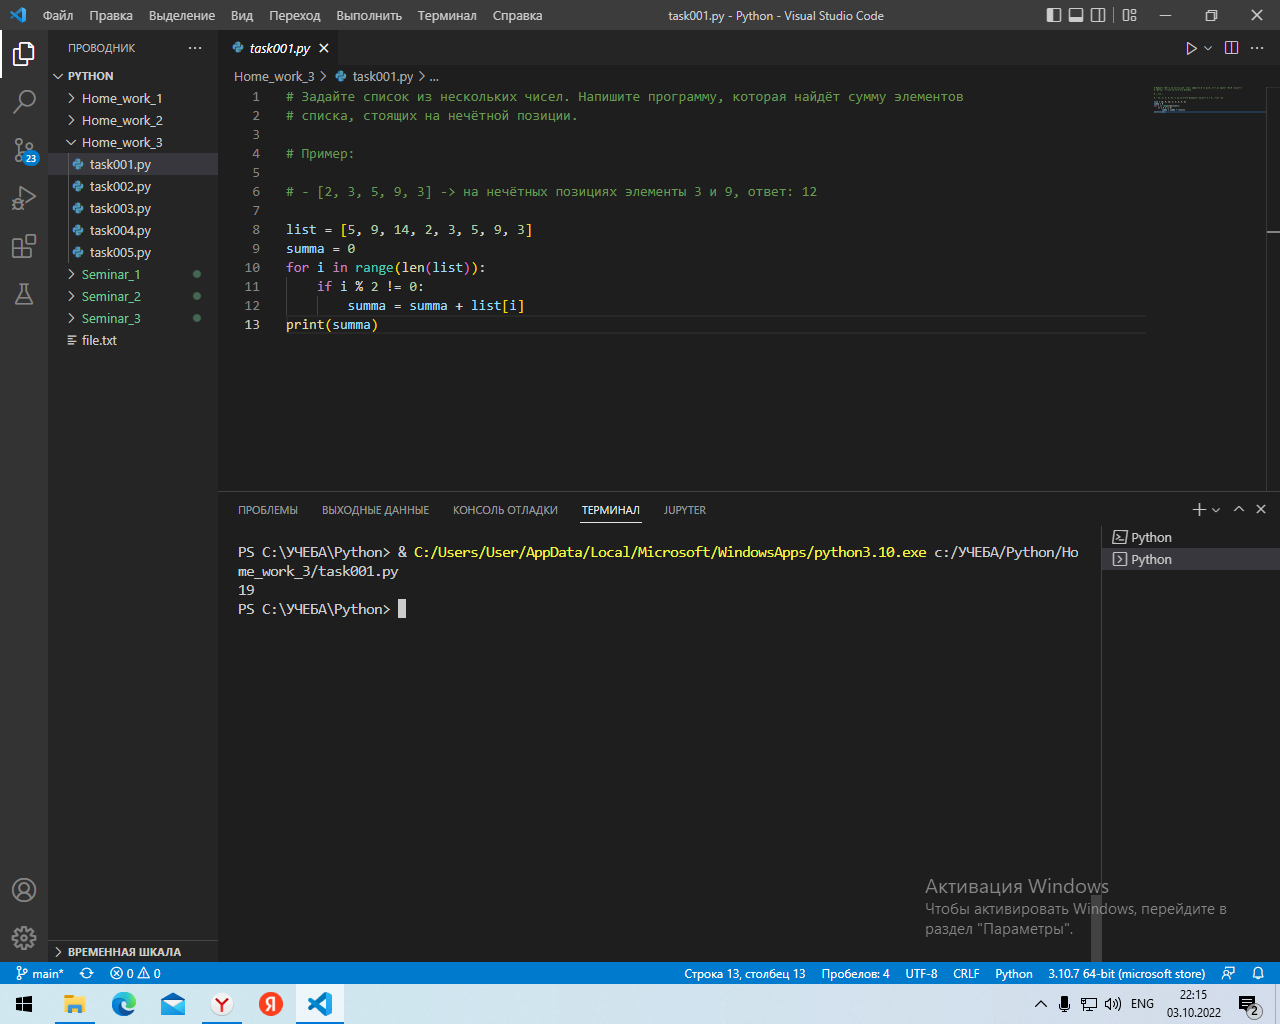 Файл Правка Выделение Вид Переход Выполнить Терминал Справка task001.py - Python - Visual Studio Code
ПРОВОДНИК
PYTHON
Home_work_1
Home_work_2
Home_work_3
task001.py
task002.py
task003.py
task004.py
task005.py
Seminar_1
Seminar_2
Seminar_3
file.txt
ВРЕМЕННАЯ ШКАЛА
23
task001.py
Home_work_3 > task001.py > ...
1 # Задайте список из нескольких чисел. Напишите программу, которая найдёт сумму элементов
2 # списка, стоящих на нечётной позиции.
3
4 # Пример:
5
6 # - [2, 3, 5, 9, 3] -> на нечётных позициях элементы 3 и 9, ответ: 12
7
8 list = [5, 9, 14, 2, 3, 5, 9, 3]
9 summa = 0
10 for i in range(len(list)):
11 if i % 2 != 0:
12 summa = summa + list[i]
13 print(summa)
ПРОБЛЕМЫ ВЫХОДНЫЕ ДАННЫЕ КОНСОЛЬ ОТЛАДКИ ТЕРМИНАЛ JUPYTER
PS C:\УЧЕБА\Python> & C:/Users/User/AppData/Local/Microsoft/WindowsApps/python3.10.exe c:/УЧЕБА/Python/Ho
me_work_3/task001.py
19
PS C:\УЧЕБА\Python>
Python
Python
Активация Windows
Чтобы активировать Windows, перейдите в
раздел "Параметры".
main* 0 0 Строка 13, столбец 13 Пробелов: 4 UTF-8 CRLF Python 3.10.7 64-bit (microsoft store)
ENG 22:15
03.10.2022
2